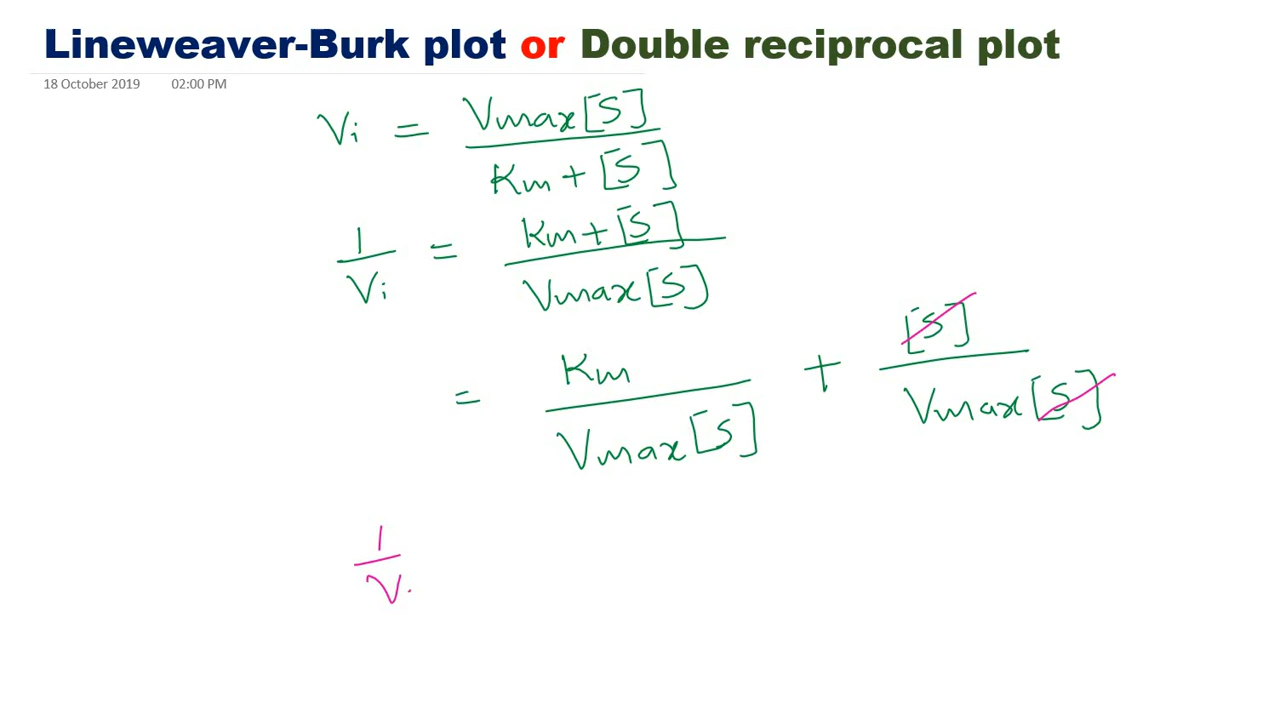 Lineweaver-Burk plot or Double reciprocal plot
18 October 2019 02:00 PM
Vi = Vmax[S]
Km + [S]
1 = Km + [S]
Vi Vmax[S]
= Km + [S]
Vmax[S] Vmax[S]
1
V.